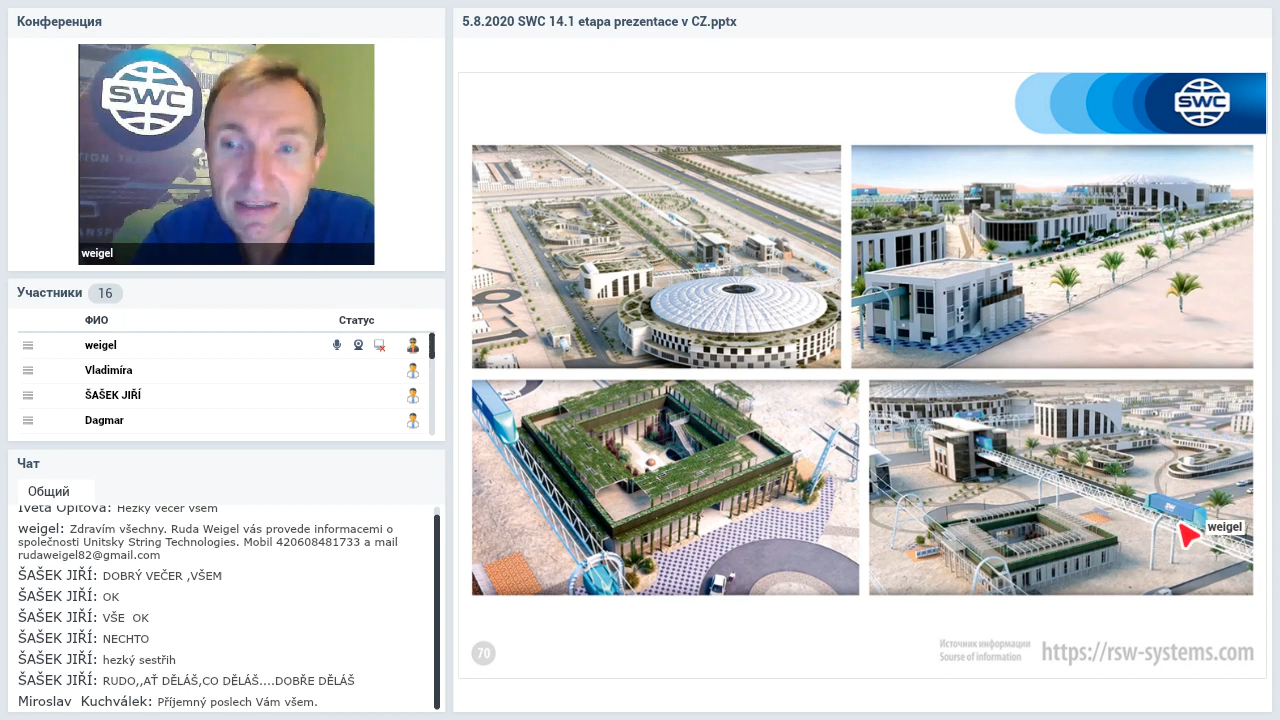 Конференция
SWC
weigel
Участники 16
ФИО Статус
weigel
Vladimíra
ŠAŠEK JIŘÍ
Dagmar
Чат
Общий
Iveta Opltová: Hezký večer všem
weigel: Zdravím všechny. Ruda Weigel vás provede informacemi o
společnosti Unitsky String Technologies. Mobil 420608481733 a mail
rudaweigel82@gmail.com
ŠAŠEK JIŘÍ: DOBRÝ VEČER ,VŠEM
ŠAŠEK JIŘÍ: OK
ŠAŠEK JIŘÍ: VŠE OK
ŠAŠEK JIŘÍ: NECHTO
ŠAŠEK JIŘÍ: hezký sestřih
ŠAŠEK JIŘÍ: RUDO,,AŤ DĚLÁŠ,CO DĚLÁŠ....DOBŘE DĚLÁŠ
Miroslav Kuchválek: Příjemný poslech Vám všem.
5.8.2020 SWC 14.1 etapa prezentace v CZ.pptx
SWC
weigel
70
Источник информации
Sourse of information
https://rsw-systems.com